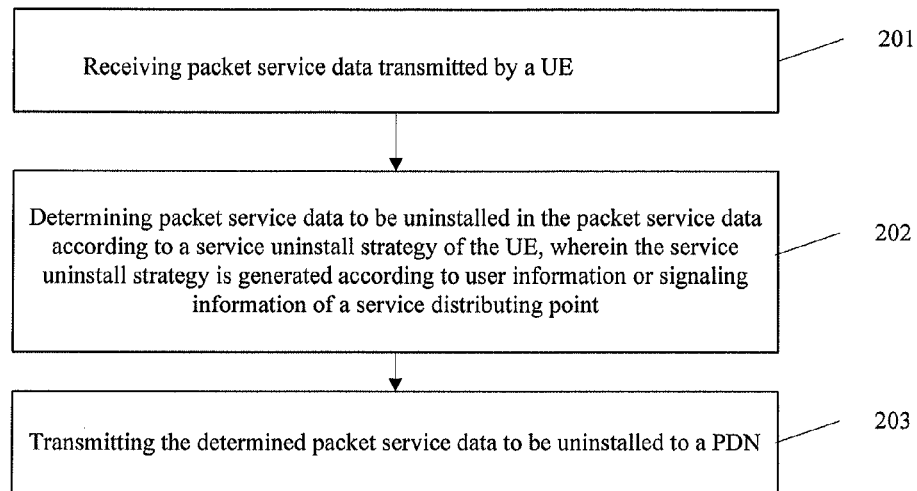 Receiving packet service data transmitted by a UE
201
Determining packet service data to be uninstalled in the packet service data
according to a service uninstall strategy of the UE, wherein the service
uninstall strategy is generated according to user information or signaling
information of a service distributing point
202
Transmitting the determined packet service data to be uninstalled to a PDN
203